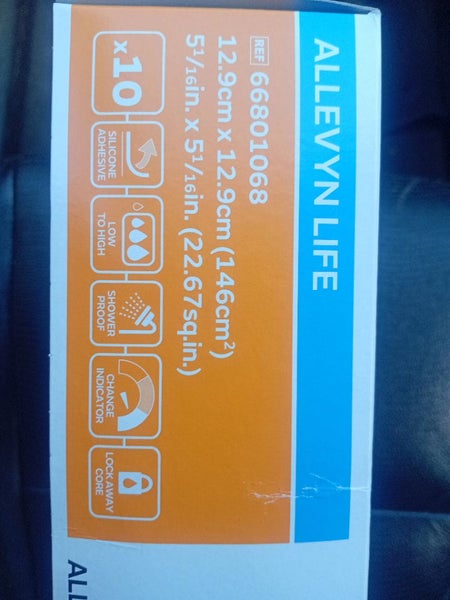 ALLEVYN LIFE
REF 66801068
12.9cm x 12.9cm (146cm²)
5¹/₁₆in. x 5¹/₁₆in. (22.67sq.in.)
x10
SILICONE
ADHESIVE
LOW
TO HIGH
SHOWER
PROOF
CHANGE
INDICATOR
LOCK AWAY
CORE
ALL